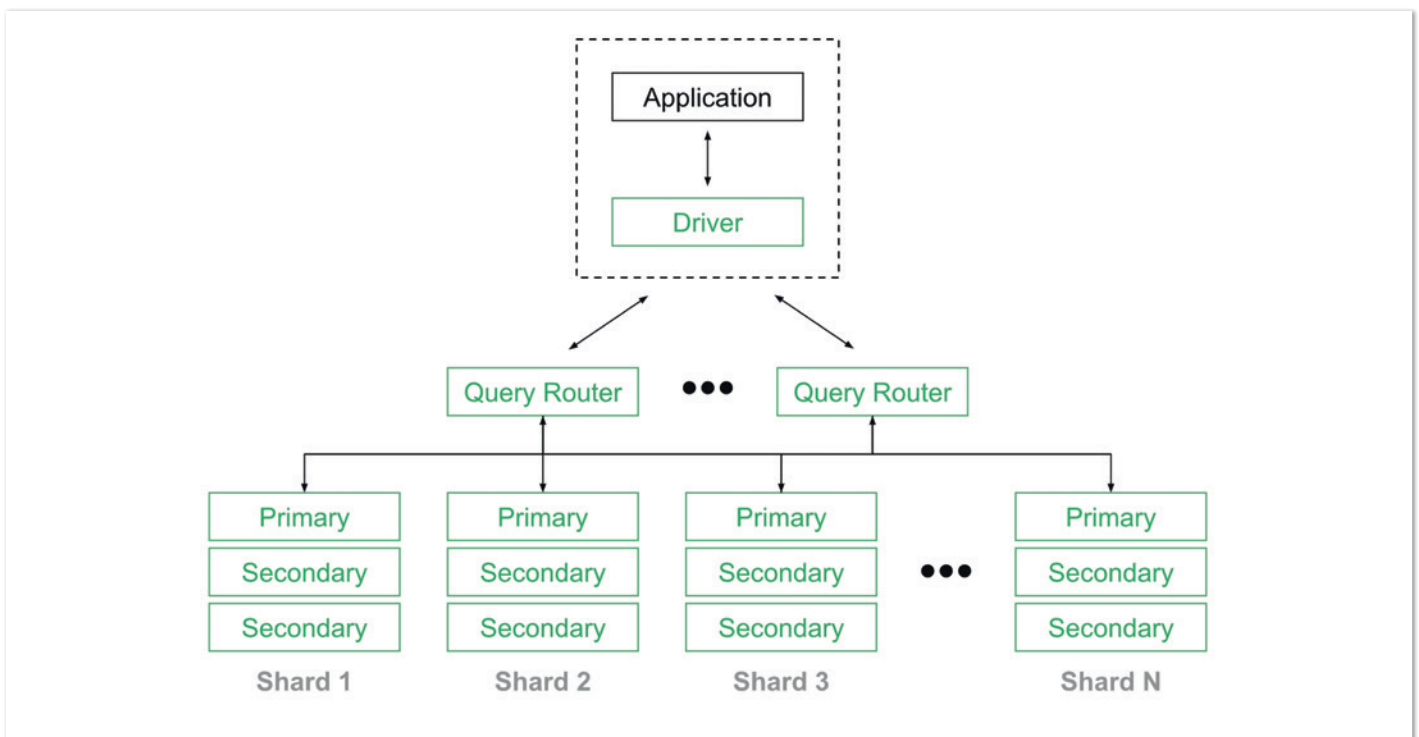 Application
Driver
Query Router
Query Router
Primary
Primary
Primary
Primary
Secondary
Secondary
Secondary
Secondary
Secondary
Secondary
Secondary
Secondary
Shard 1
Shard 2
Shard 3
Shard N